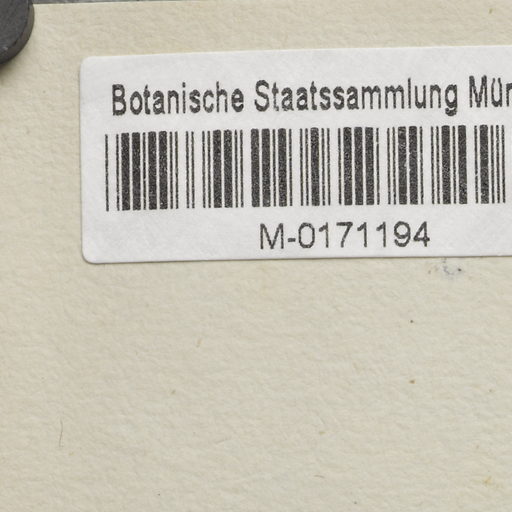 Botanische Staatssammlung Mün
M-0171194